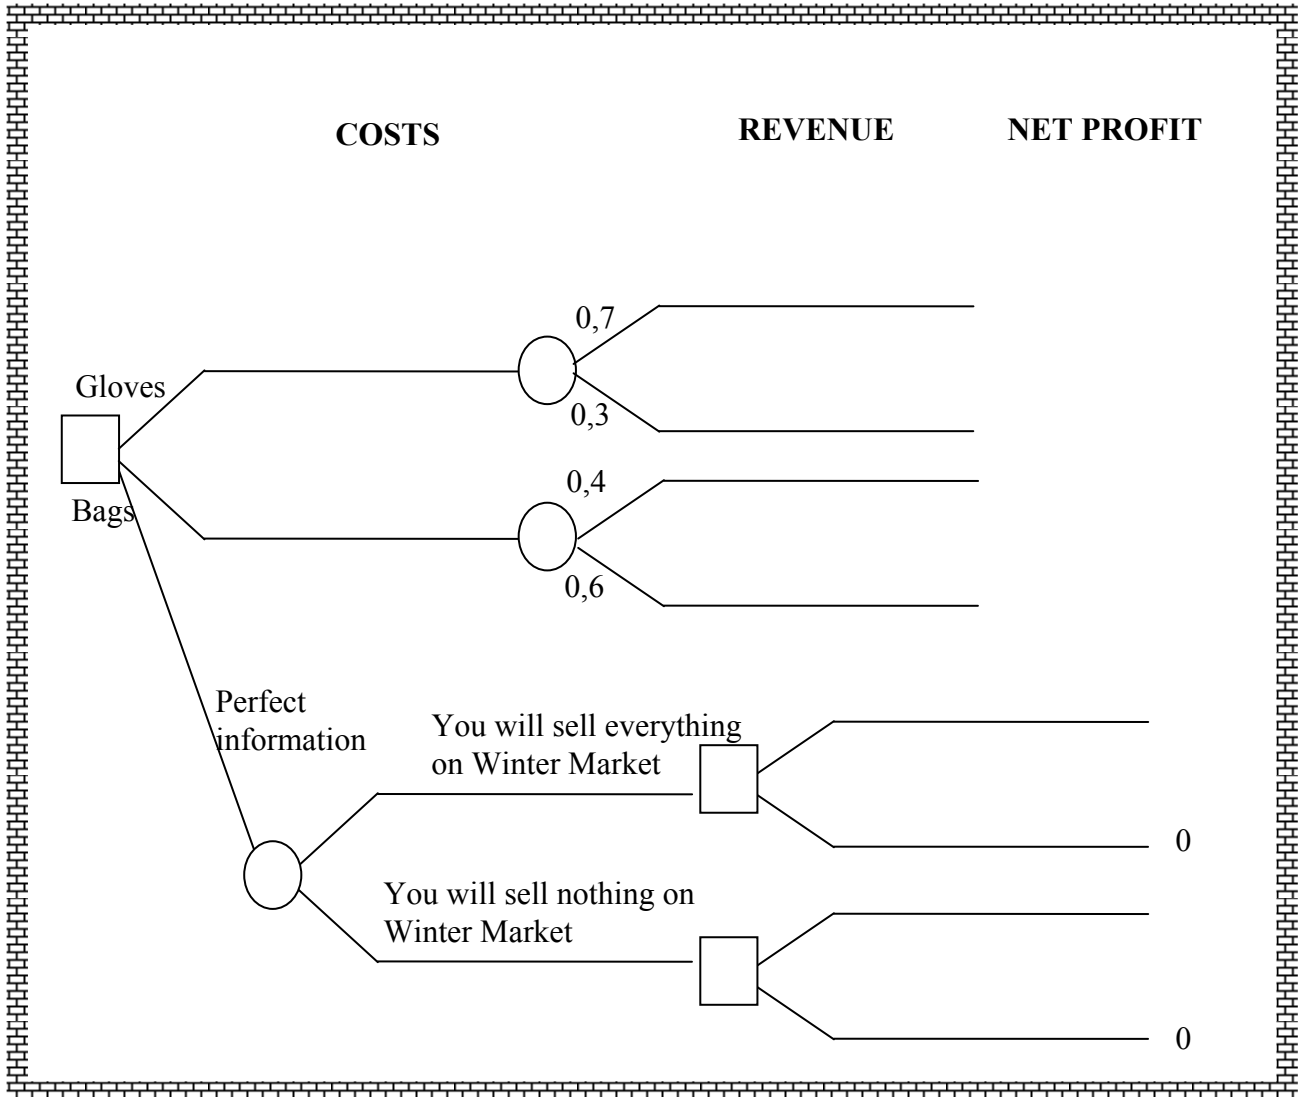 COSTS
REVENUE
NET PROFIT
0,7
Gloves
0,3
0,4
Bags
0,6
Perfect
information
You will sell everything
on Winter Market
0
You will sell nothing on
Winter Market
0